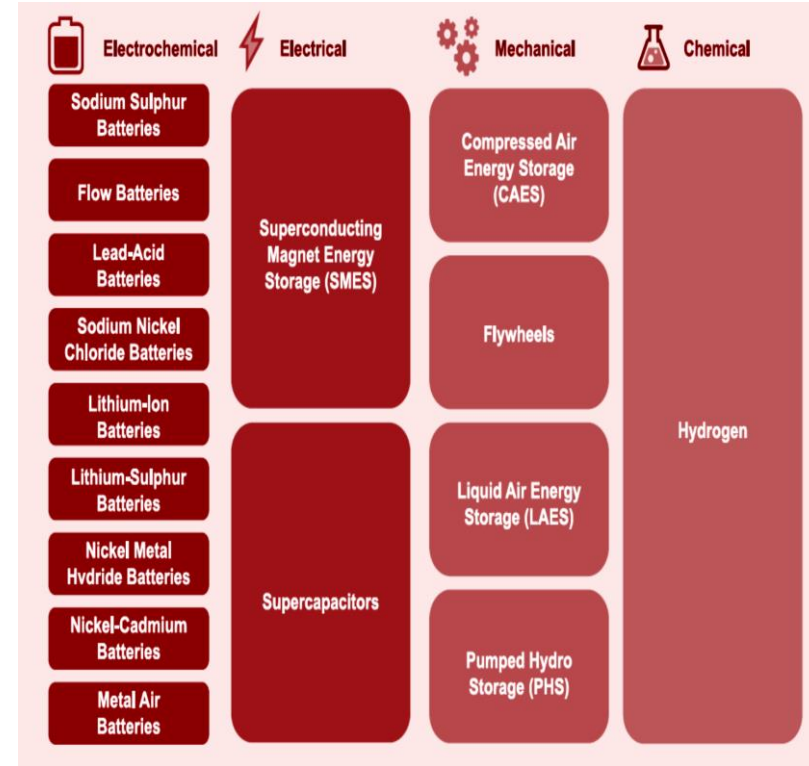 Electrochemical
Electrical
Mechanical
Chemical
Sodium Sulphur
Batteries
Flow Batteries
Lead-Acid
Batteries
Sodium Nickel
Chloride Batteries
Lithium-Ion
Batteries
Lithium-Sulphur
Batteries
Nickel Metal
Hvdride Batteries
Nickel-Cadmium
Batteries
Metal Air
Batteries
Superconducting
Magnet Energy
Storage (SMES)
Supercapacitors
Compressed Air
Energy Storage
(CAES)
Flywheels
Liquid Air Energy
Storage (LAES)
Pumped Hydro
Storage (PHS)
Hydrogen